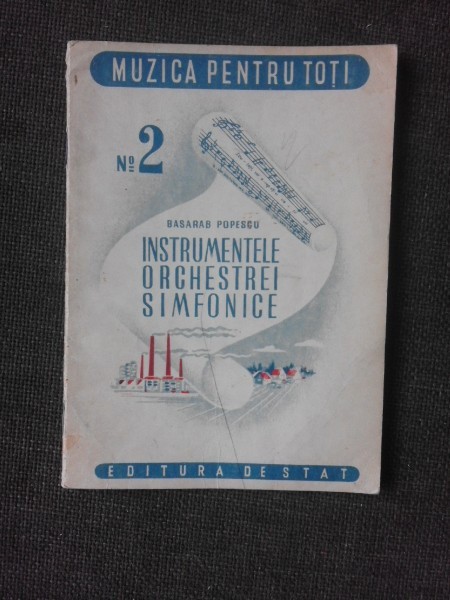 MUZICA PENTRU TOȚI
Nº 2
BASARAB POPESCU
INSTRUMENTELE
ORCHESTREI
SIMFONICE
EDITURA DE STAT